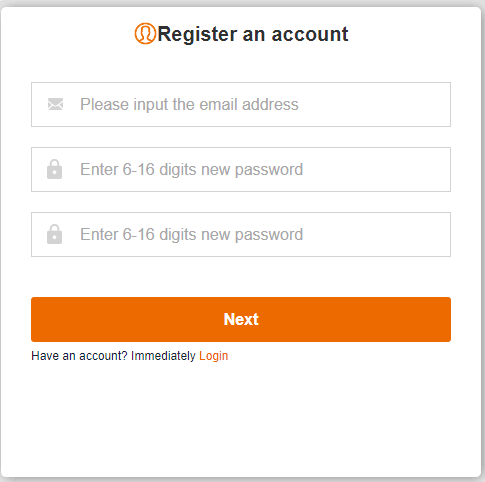 Register an account
Please input the email address
Enter 6-16 digits new password
Enter 6-16 digits new password
Next
Have an account? Immediately Login